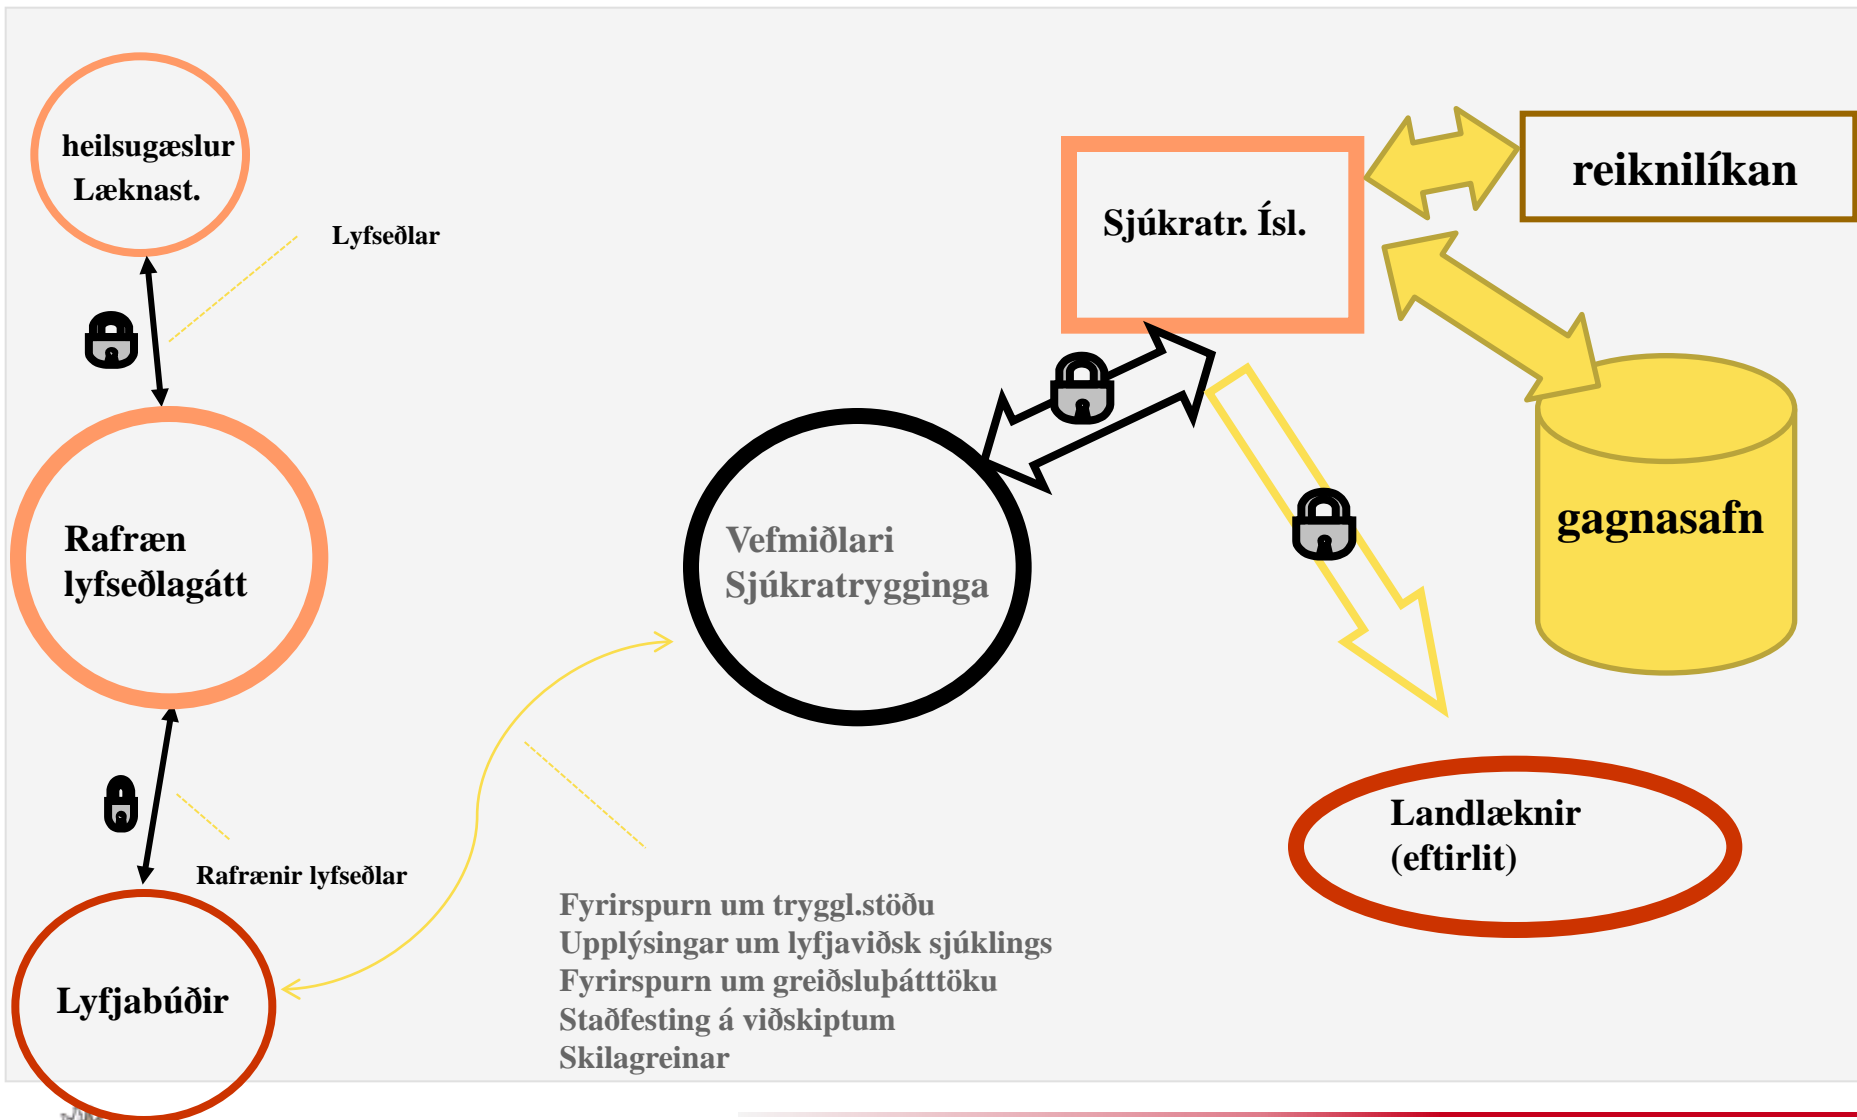 heilsugæslur
Læknast.
Lyfseðlar
Rafræn
lyfseðlagátt
Rafrænir lyfseðlar
Lyfjabúðir
Vefmiðlari
Sjúkratrygginga
Fyrirspurn um tryggl.stöðu
Upplýsingar um lyfjaviðsk sjúklings
Fyrirspurn um greiðsluþátttöku
Staðfesting á viðskiptum
Skilagreinar
Sjúkratr. Ísl.
reiknilíkan
gagnasafn
Landlæknir
(eftirlit)